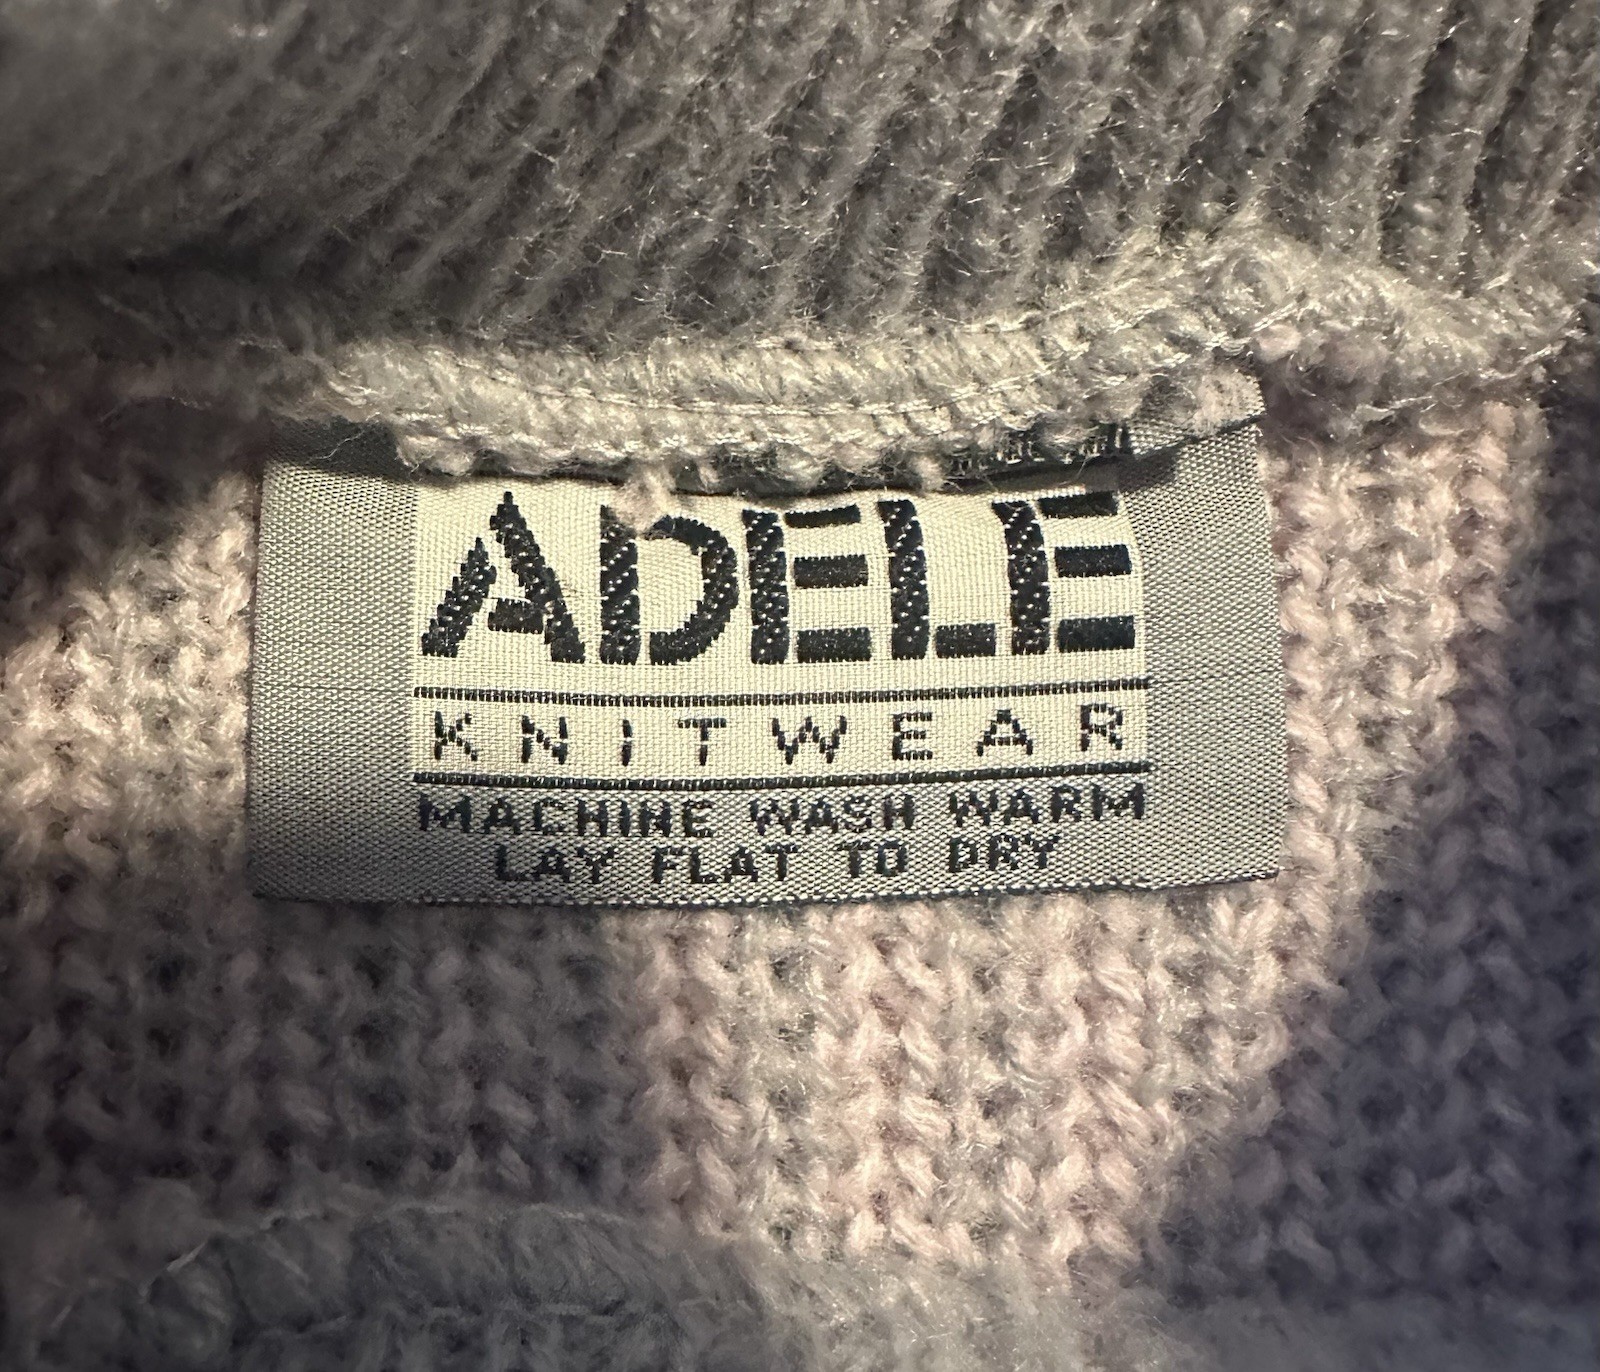 ADELE
KNITWEAR
MACHINE WASH WARM
LAY FLAT TO DRY